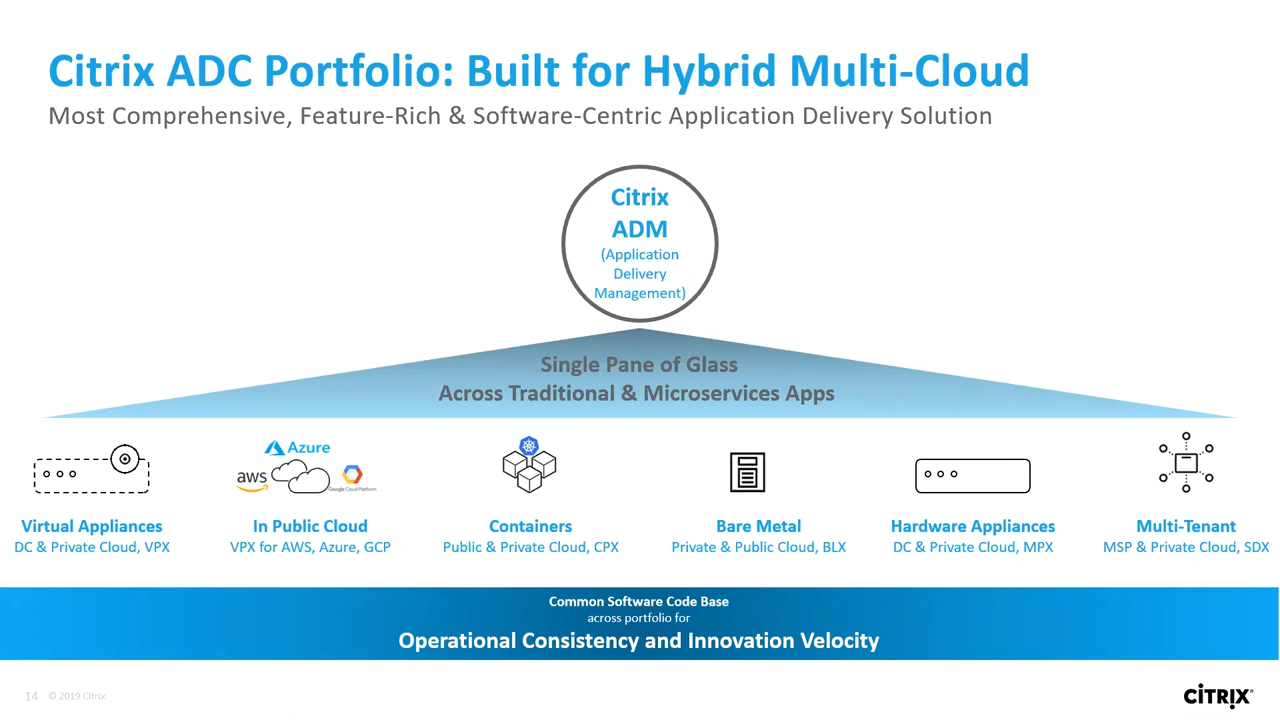 Citrix ADC Portfolio: Built for Hybrid Multi-Cloud
Most Comprehensive, Feature-Rich & Software-Centric Application Delivery Solution
Citrix
ADM
(Application
Delivery
Management)
Single Pane of Glass
Across Traditional & Microservices Apps
Azure
aws
Google Cloud Platform
Virtual Appliances
DC & Private Cloud, VPX
In Public Cloud
VPX for AWS, Azure, GCP
Containers
Public & Private Cloud, CPX
Bare Metal
Private & Public Cloud, BLX
Hardware Appliances
DC & Private Cloud, MPX
Multi-Tenant
MSP & Private Cloud, SDX
Common Software Code Base
across portfolio for
Operational Consistency and Innovation Velocity
14 © 2019 Citrix
CITRIX®